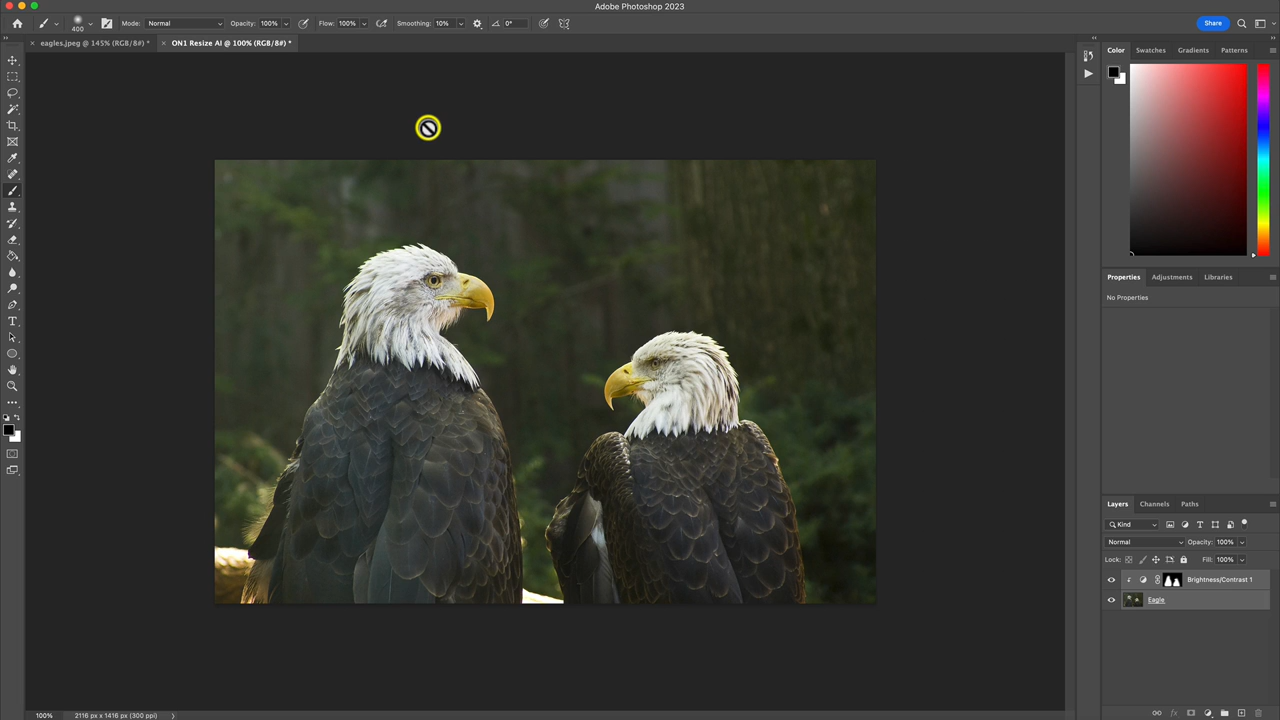 Adobe Photoshop 2023
400 Mode: Normal Opacity: 100% Flow: 100% Smoothing: 10% 0° Share
× eagles.jpeg @ 145% (RGB/8#) * × ON1 Resize AI @ 100% (RGB/8#) *
Color Swatches Gradients Patterns
Properties Adjustments Libraries
No Properties
Layers Channels Paths
Kind
Normal Opacity: 100%
Lock: Fill: 100%
Brightness/Contrast 1
Eagle
100% 2116 px x 1416 px (300 ppi)